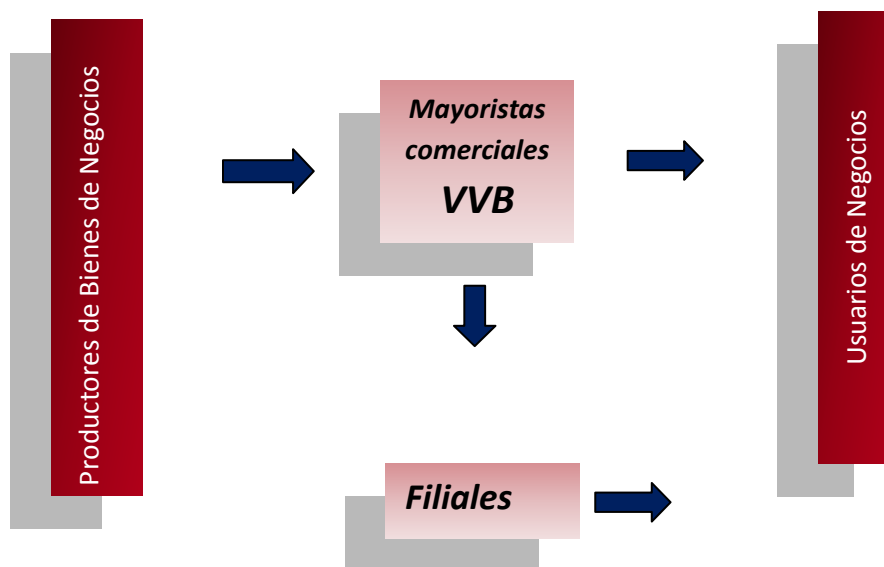 Productores de Bienes de Negocios
Mayoristas
comerciales
VVB
Filiales
Usuarios de Negocios